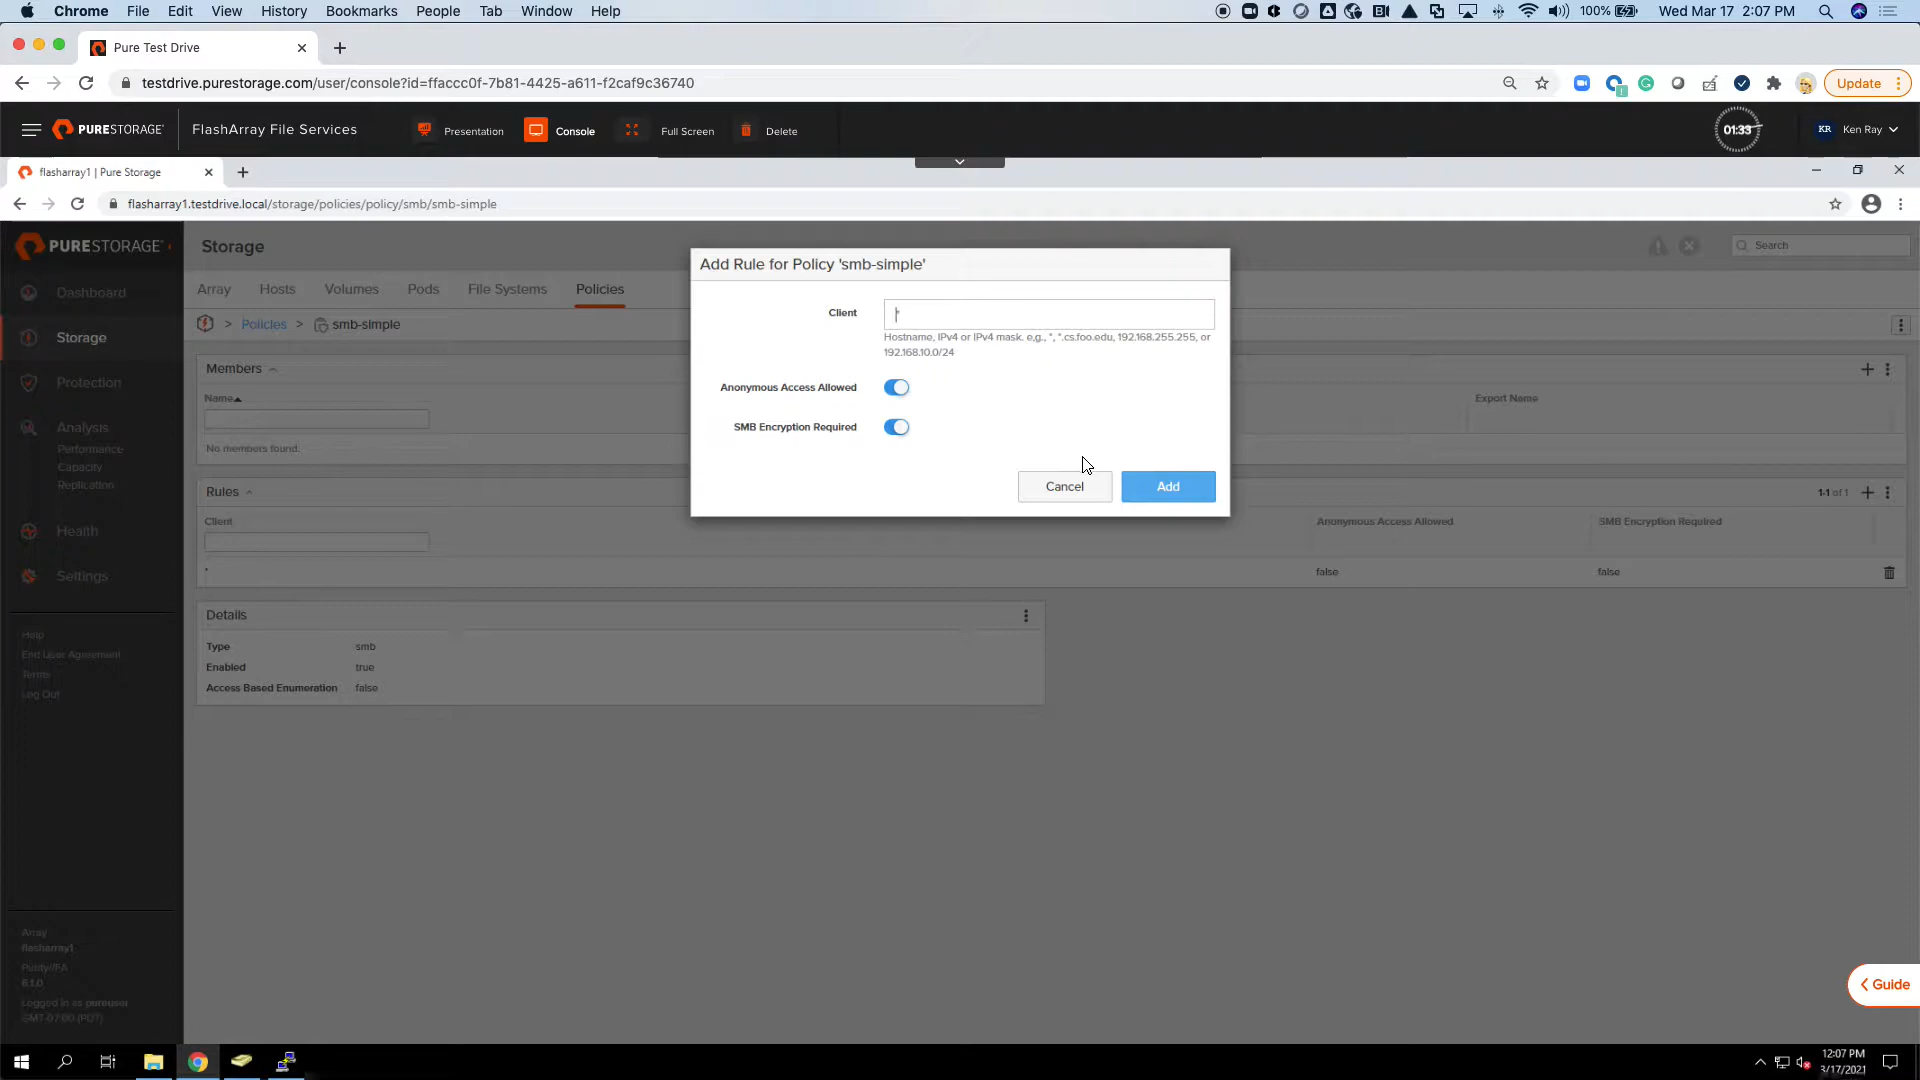 Chrome File Edit View History Bookmarks People Tab Window Help 100% Wed Mar 17 2:07 PM
Pure Test Drive
testdrive.purestorage.com/user/console?id=ffaccc0f-7b81-4425-a611-f2caf9c36740 Update
PURESTORAGE FlashArray File Services Presentation Console Full Screen Delete 01:33 KR Ken Ray
flasharray1 | Pure Storage
flasharray1.testdrive.local/storage/policies/policy/smb/smb-simple
PURESTORAGE Storage Search
Dashboard
Storage
Protection
Analysis
Performance
Capacity
Replication
Health
Settings
Help
End User Agreement
Terms
Log Out
Array
flasharray1
Purity//FA
6.1.0
Logged in as pureuser
GMT-07:00 (PDT)
Array Hosts Volumes Pods File Systems Policies
> Policies > smb-simple
Members
Name Export Name
No members found.
Rules 1-1 of 1
Client Anonymous Access Allowed SMB Encryption Required
* false false
Details
Type smb
Enabled true
Access Based Enumeration false
Add Rule for Policy 'smb-simple'
Client *
Hostname, IPv4 or IPv4 mask. e,g., *, *.cs.foo.edu, 192.168.255.255, or
192.168.10.0/24
Anonymous Access Allowed
SMB Encryption Required
Cancel Add
< Guide
12:07 PM
3/17/2021